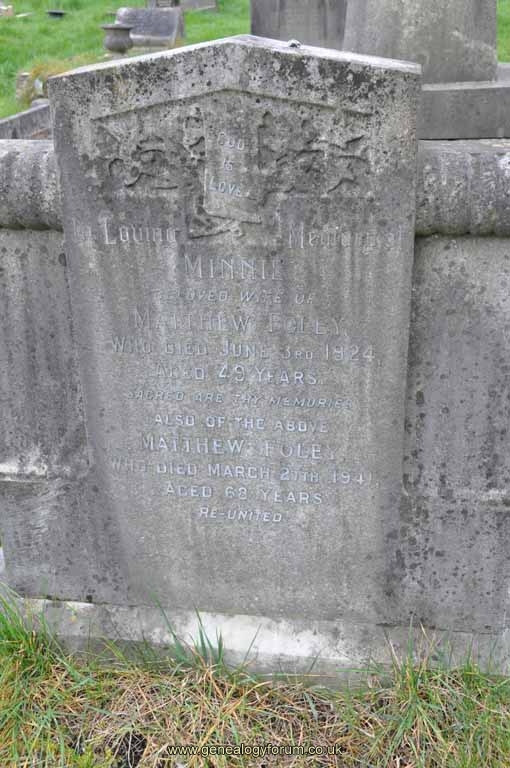 GOD
IS
LOVE
In Loving Memory of
MINNIE
BELOVED WIFE OF
MATTHEW FOLEY
WHO DIED JUNE 3RD 1924,
AGED 49 YEARS.
SACRED ARE THY MEMORIES
ALSO OF THE ABOVE
MATTHEW FOLEY
WHO DIED MARCH 27TH 1941
AGED 68 YEARS
RE-UNITED
www.genealogyforum.co.uk